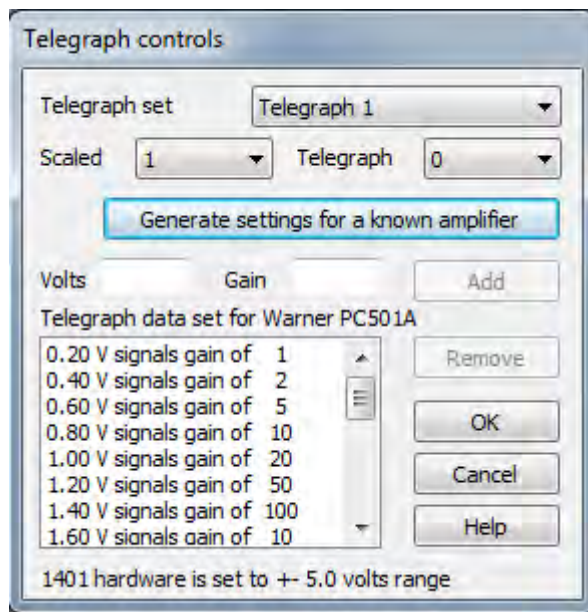 Telegraph controls
Telegraph set Telegraph 1
Scaled 1 Telegraph 0
Generate settings for a known amplifier
Volts Gain Add
Telegraph data set for Warner PC501A
0.20 V signals gain of 1
Remove
0.40 V signals gain of 2
0.60 V signals gain of 5
0.80 V signals gain of 10
OK
1.00 V signals gain of 20
1.20 V signals gain of 50
Cancel
1.40 V signals gain of 100
1.60 V signals gain of 10
Help
1401 hardware is set to +- 5.0 volts range